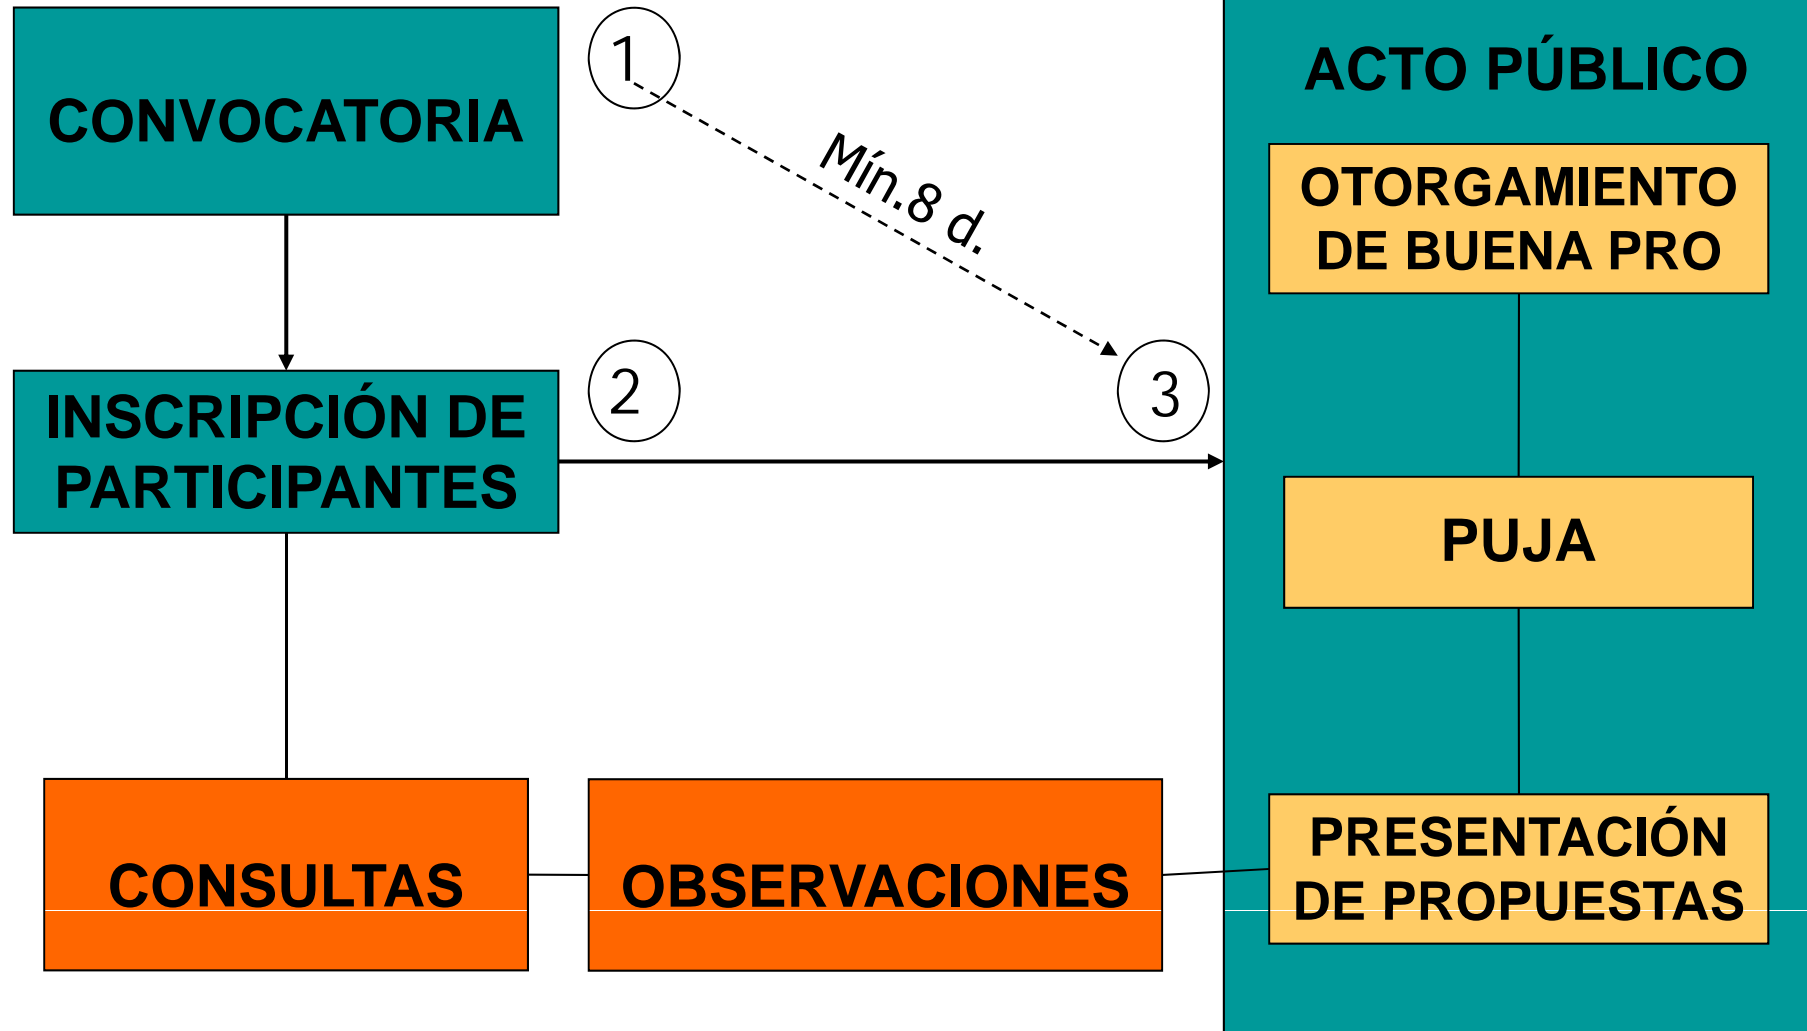 CONVOCATORIA
1
Mín.8 d.
INSCRIPCIÓN DE
PARTICIPANTES
2
3
CONSULTAS
OBSERVACIONES
ACTO PÚBLICO
OTORGAMIENTO
DE BUENA PRO
PUJA
PRESENTACIÓN
DE PROPUESTAS